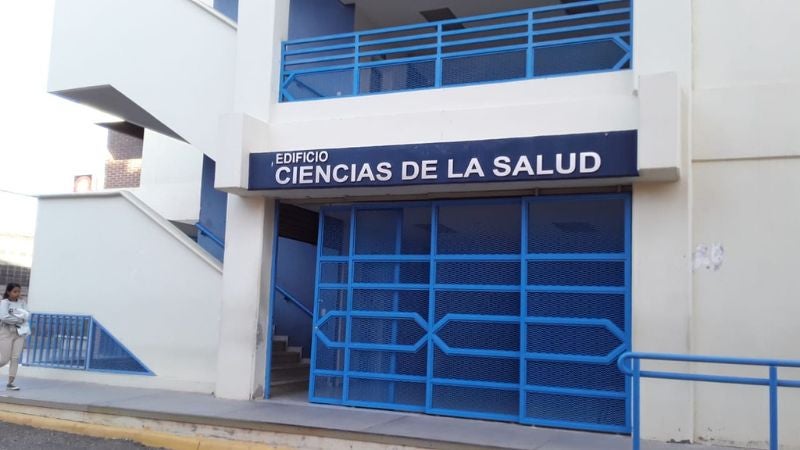 EDIFICIO
CIENCIAS DE LA SALUD